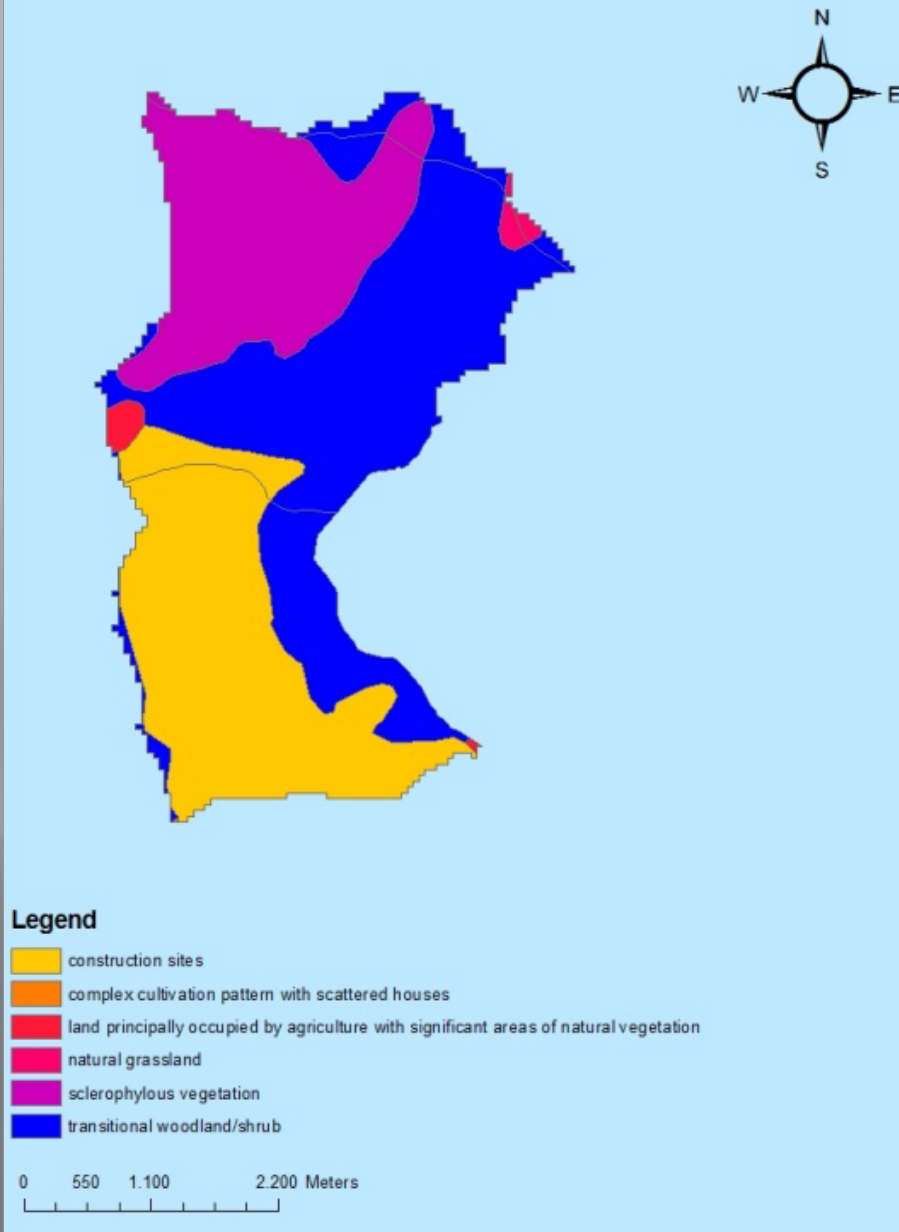 N
W E
S
Legend
construction sites
complex cultivation pattern with scattered houses
land principally occupied by agriculture with significant areas of natural vegetation
natural grassland
sclerophylous vegetation
transitional woodland/shrub
0 550 1.100 2.200 Meters